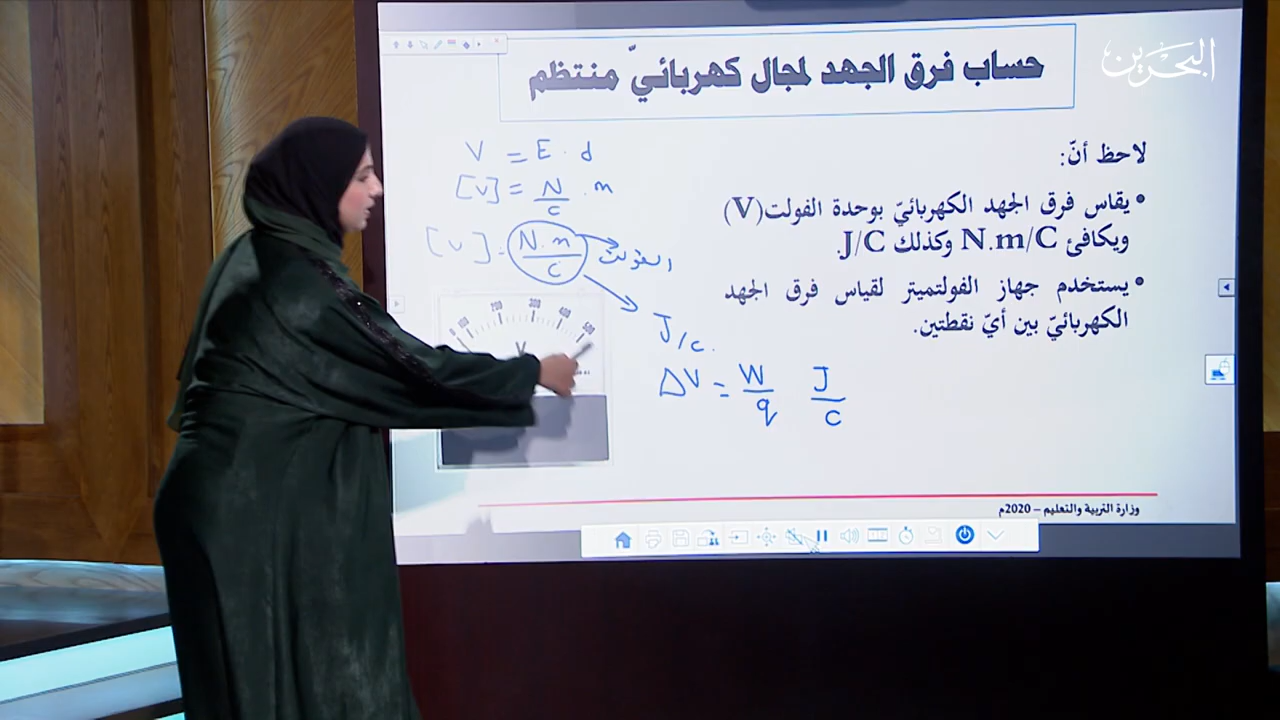 البحرين
حساب فرق الجهد لمجال كهربائيّ منتظم
لاحظ أنّ:
• يقاس فرق الجهد الكهربائيّ بوحدة الفولت(V)
ويكافئ N.m/C وكذلك J/C.
• يستخدم جهاز الفولتميتر لقياس فرق الجهد
الكهربائيّ بين أيّ نقطتين.
V = E . d
[V] = N/C . m
[V] = N.m/C الفولت
J/C.
ΔV = W/q J/C
V
وزارة التربية والتعليم – 2020م